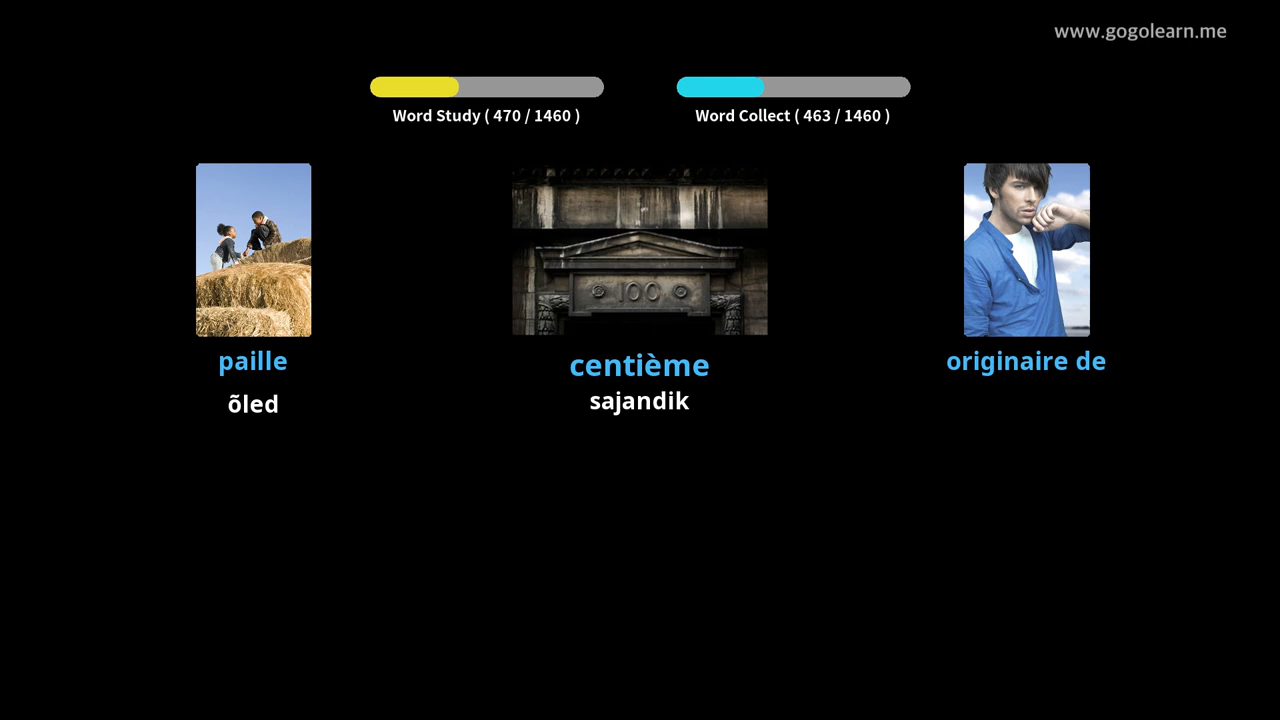 www.gogolearn.me
Word Study ( 470 / 1460 )
Word Collect ( 463 / 1460 )
100
paille
centième
originaire de
õled
sajandik